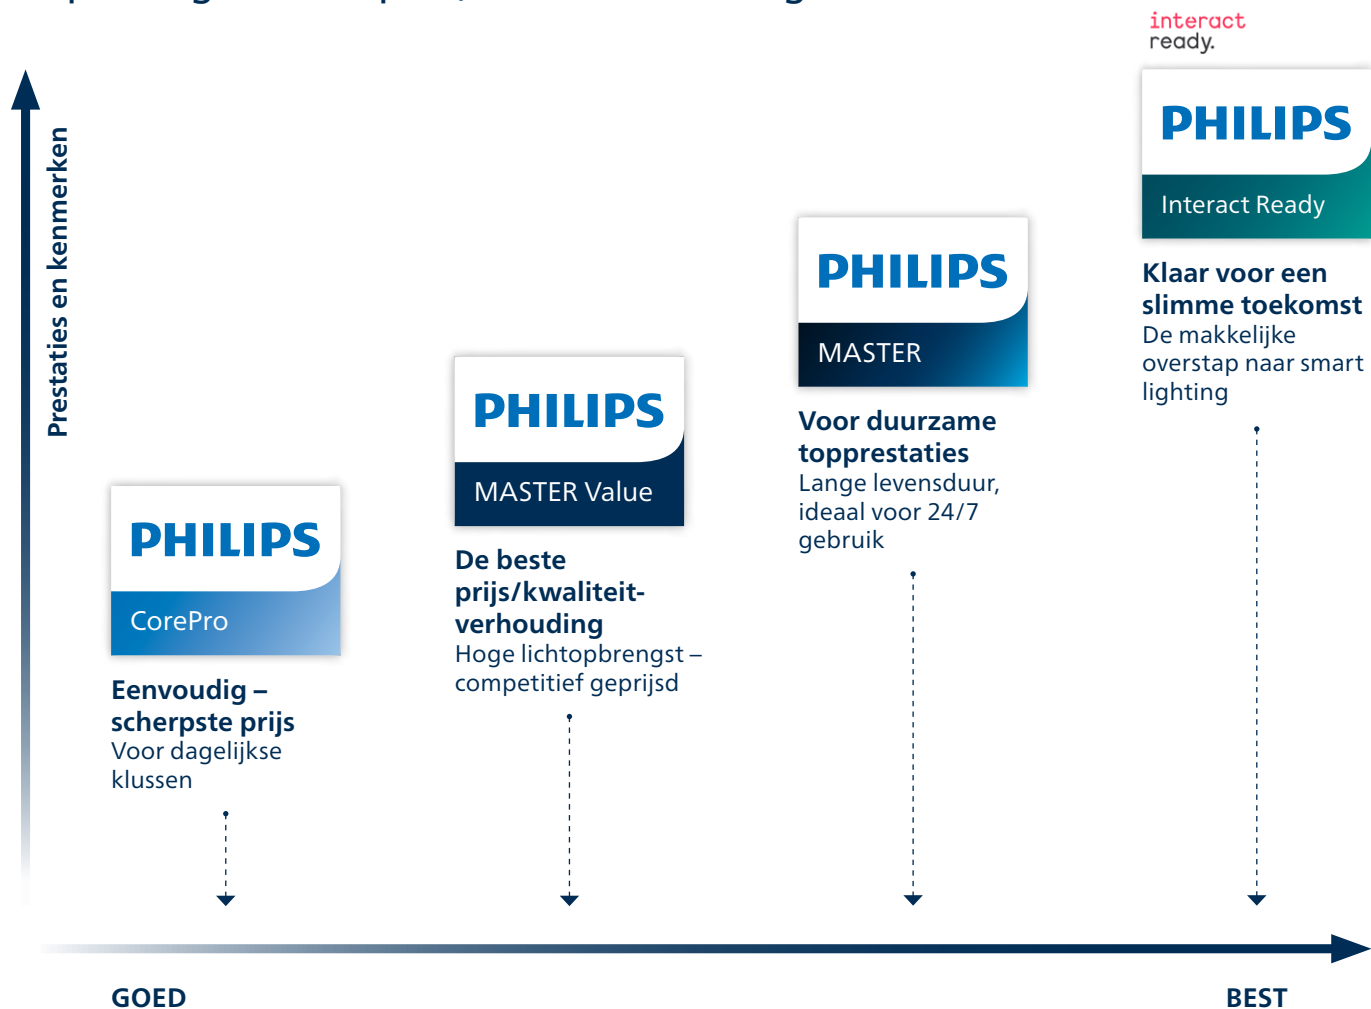 interact
ready.
PHILIPS
Interact Ready
Klaar voor een
slimme toekomst
De makkelijke
overstap naar smart
lighting
PHILIPS
MASTER
Voor duurzame
topprestaties
Lange levensduur,
ideaal voor 24/7
gebruik
PHILIPS
MASTER Value
De beste
prijs/kwaliteit-
verhouding
Hoge lichtopbrengst –
competitief geprijsd
PHILIPS
CorePro
Eenvoudig –
scherpste prijs
Voor dagelijkse
klussen
Prestaties en kenmerken
GOED
BEST